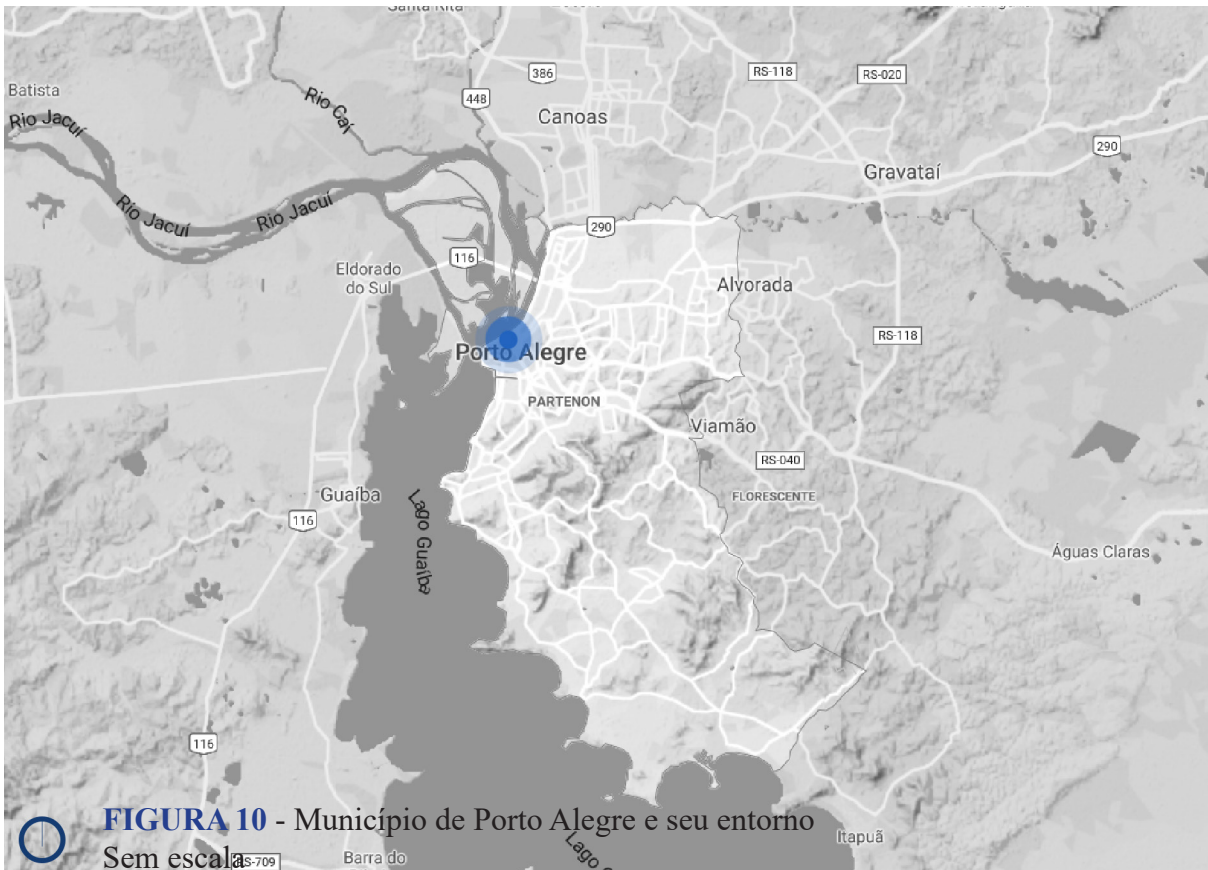 Santa Rita
386
RS-118
RS-020
Batista
448
Canoas
Rio Caí
Rio Jacuí
290
Gravataí
Rio Jacuí
Rio Jacuí
290
116
Eldorado
do Sul
Alvorada
RS-118
Porto Alegre
PARTENON
Viamão
RS-040
Guaíba
FLORESCENTE
Lago Guaíba
116
Águas Claras
116
FIGURA 10 - Município de Porto Alegre e seu entorno
Sem escala
RS-709
Barra do
Lago
Itapuã